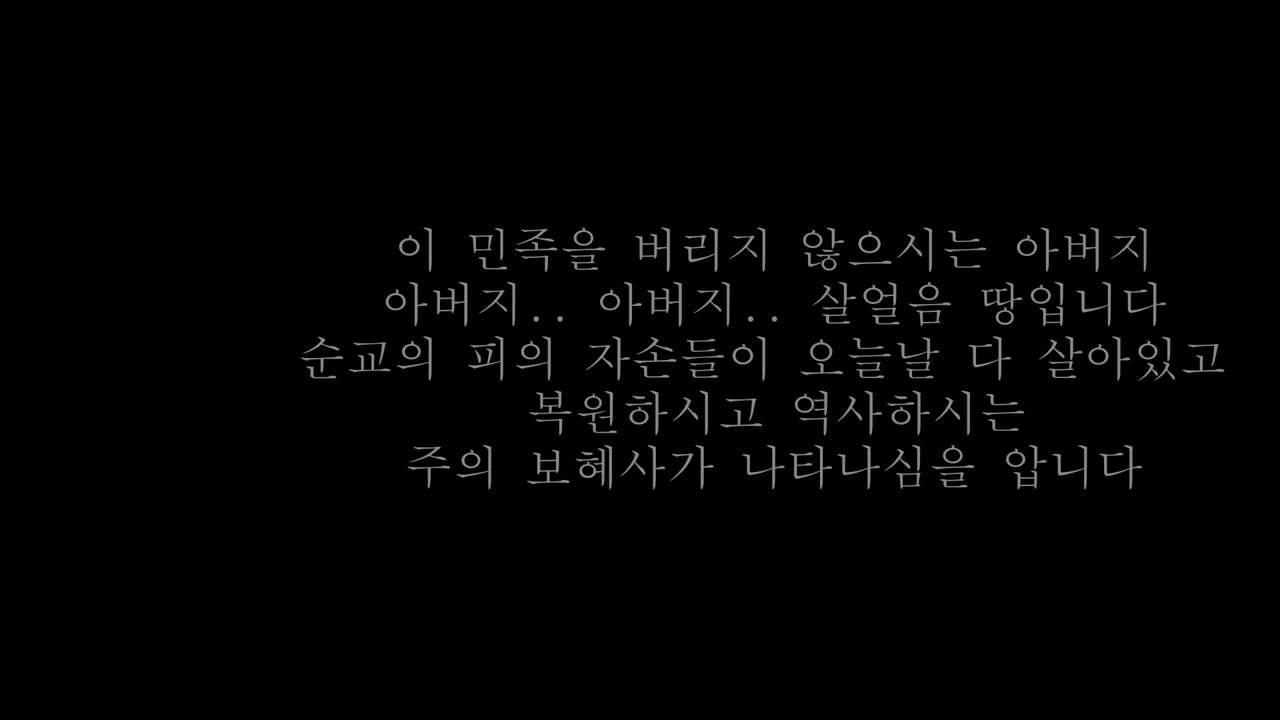 이 민족을 버리지 않으시는 아버지
아버지.. 아버지.. 살얼음 땅입니다
순교의 피의 자손들이 오늘날 다 살아있고
복원하시고 역사하시는
주의 보혜사가 나타나심을 압니다